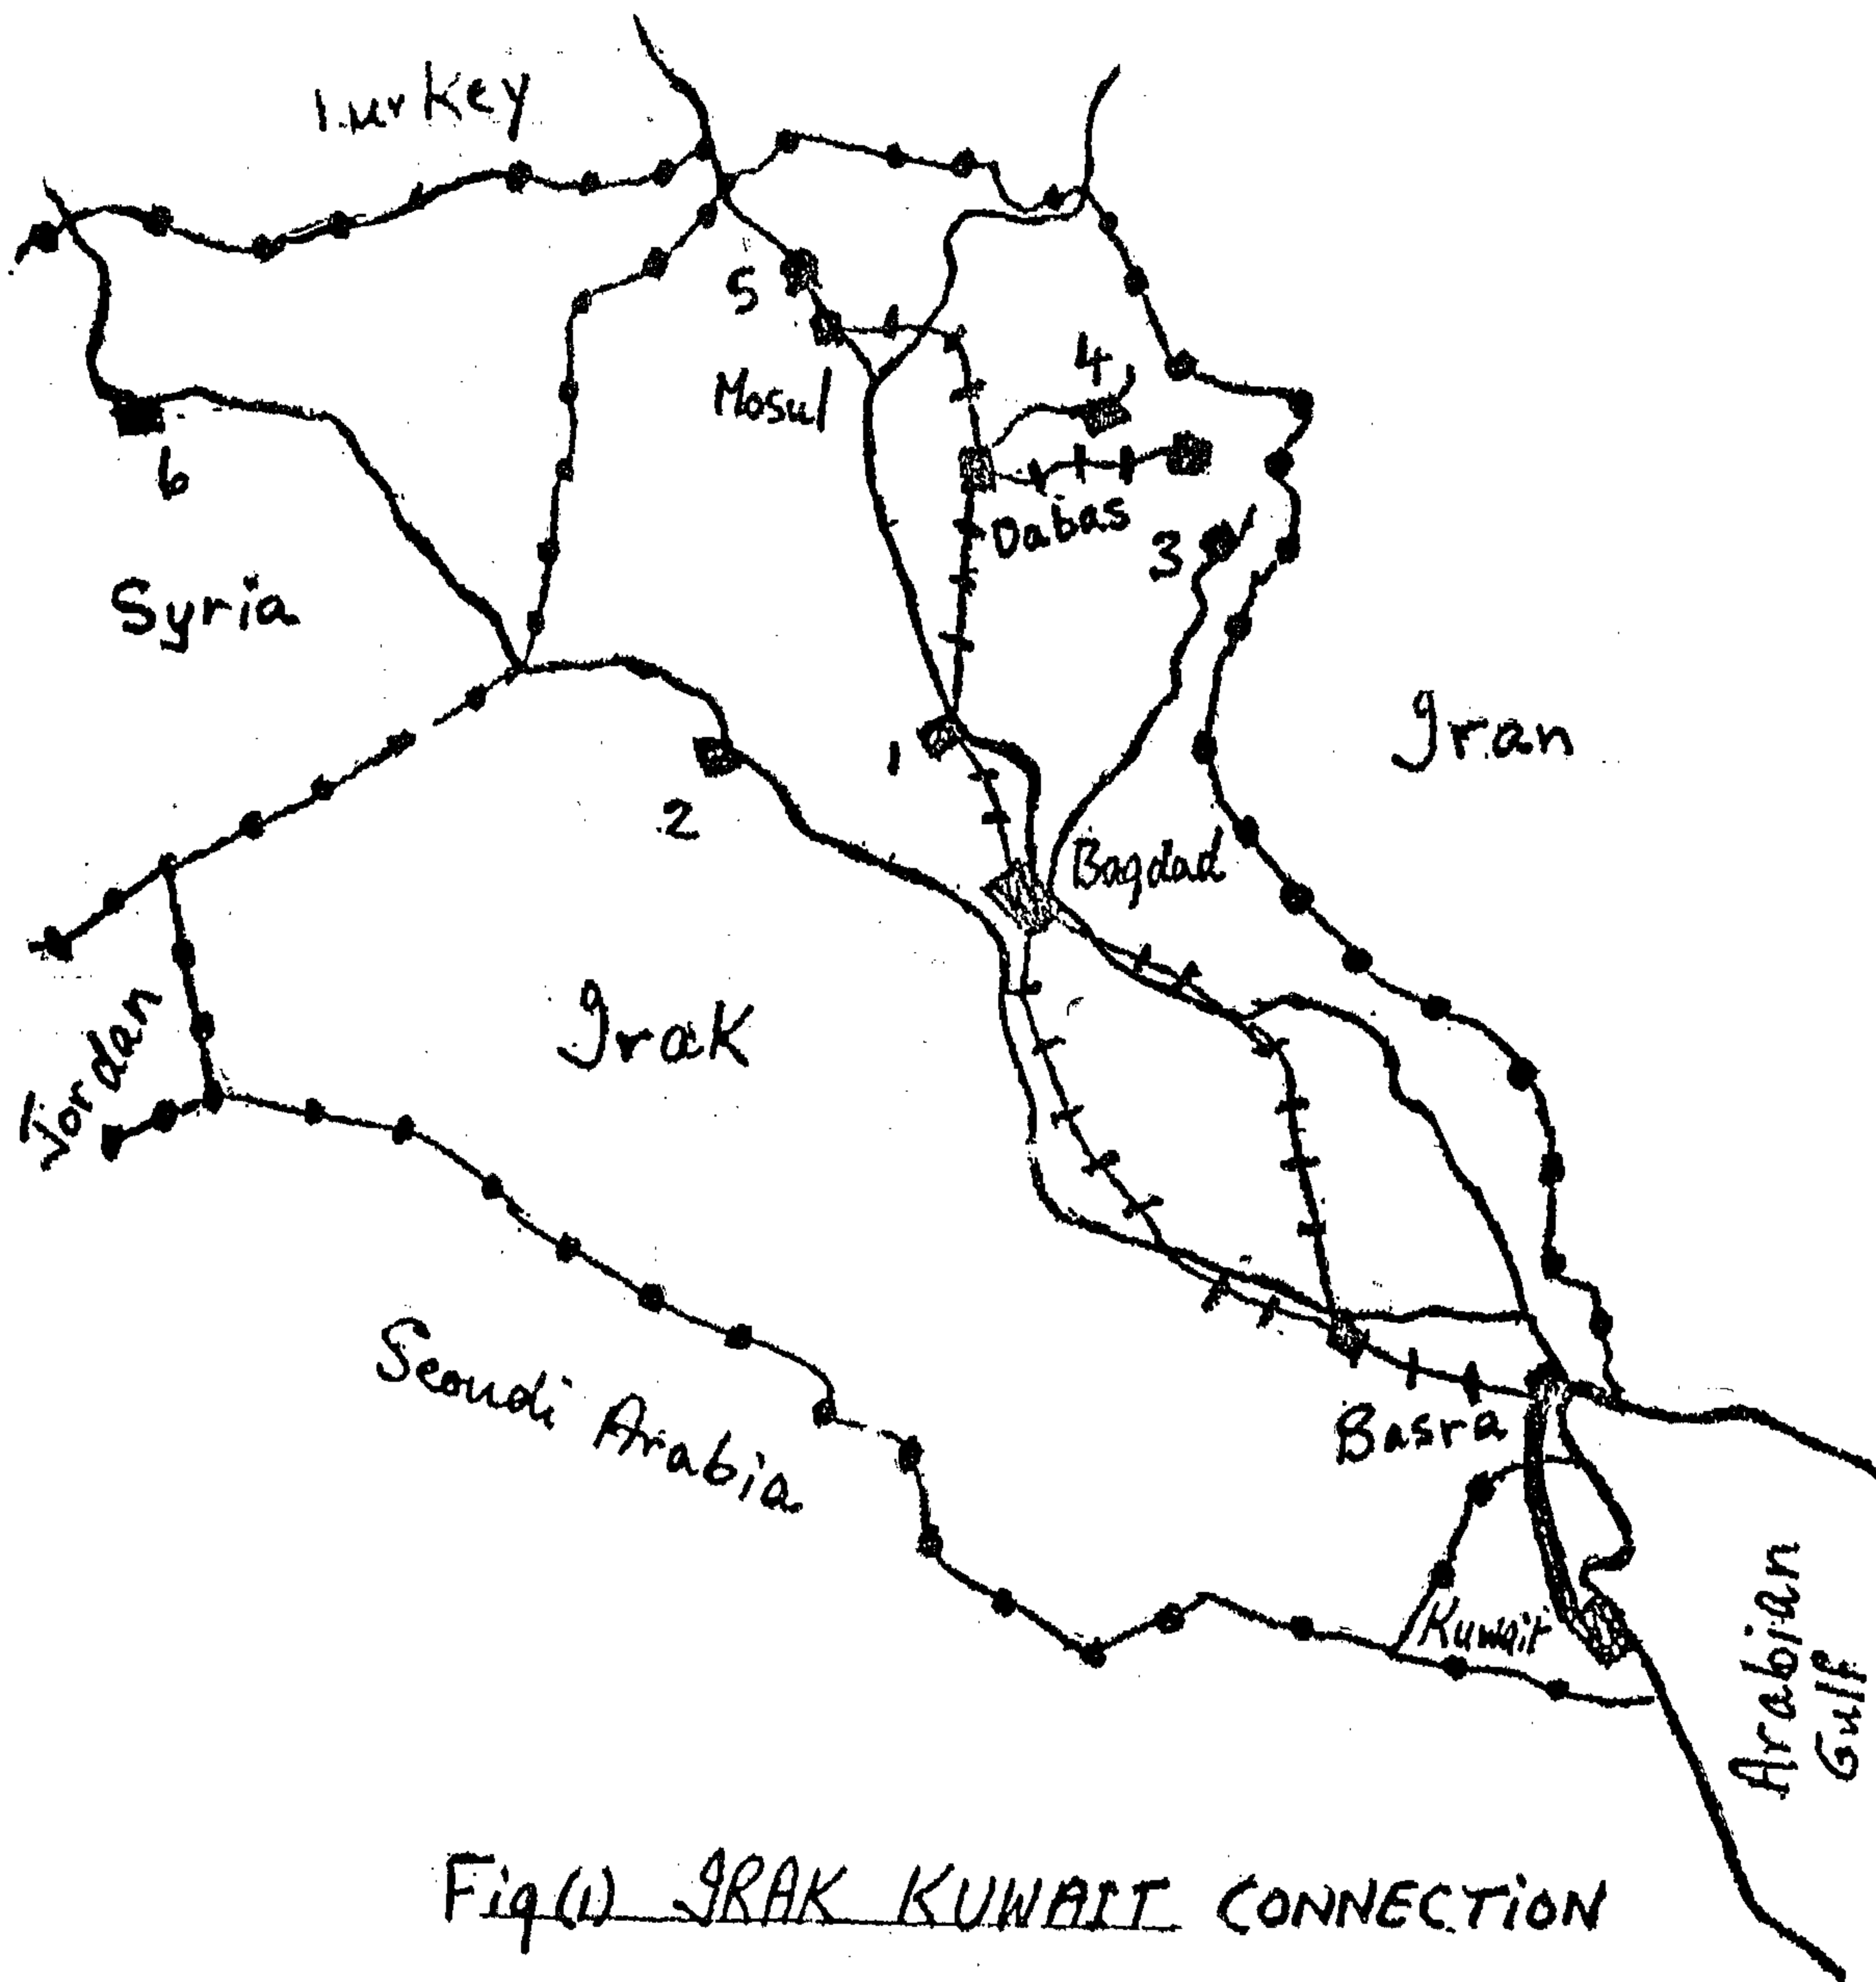 Turkey
5
Mosul
4
6
Dabas
3
Syria
Iran
1
2
Bagdad
Irak
Jordan
Seoudi Arabia
Basra
Kuwait
Arabian
Gulf
Fig (1) IRAK KUWAIT CONNECTION